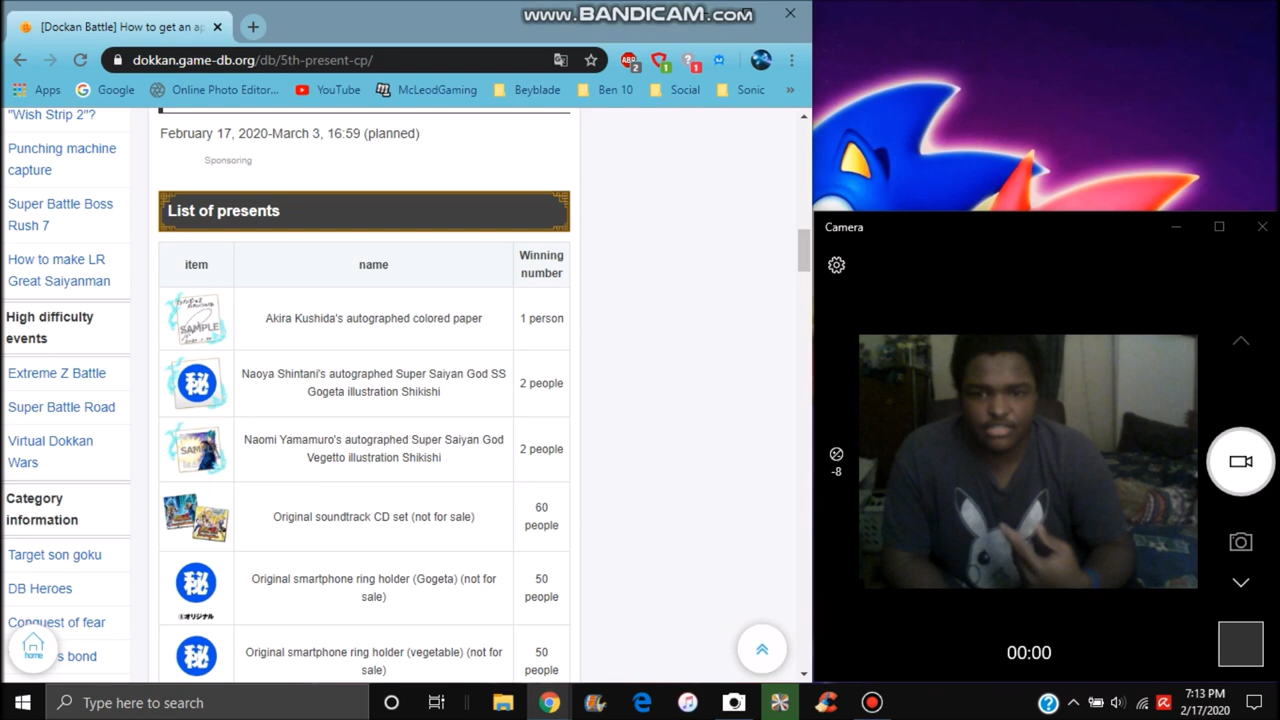 [Dockan Battle] How to get an ap
www.BANDICAM.com
dokkan.game-db.org/db/5th-present-cp/
2
1
1
Apps
Google
Online Photo Editor...
YouTube
McLeodGaming
Beyblade
Ben 10
Social
Sonic
»
"Wish Strip 2"?
Punching machine
capture
Super Battle Boss
Rush 7
How to make LR
Great Saiyanman
High difficulty
events
Extreme Z Battle
Super Battle Road
Virtual Dokkan
Wars
Category
information
Target son goku
DB Heroes
Conquest of fear
s bond
home
February 17, 2020-March 3, 16:59 (planned)
Sponsoring
List of presents
item
name
Winning
number
SAMPLE
Akira Kushida's autographed colored paper
1 person
秘
Naoya Shintani's autographed Super Saiyan God SS
Gogeta illustration Shikishi
2 people
SAM
Naomi Yamamuro's autographed Super Saiyan God
Vegetto illustration Shikishi
2 people
Original soundtrack CD set (not for sale)
60
people
秘
オリジナル
Original smartphone ring holder (Gogeta) (not for
sale)
50
people
秘
Original smartphone ring holder (vegetable) (not for
sale)
50
people
Camera
-8
00:00
Type here to search
7:13 PM
2/17/2020